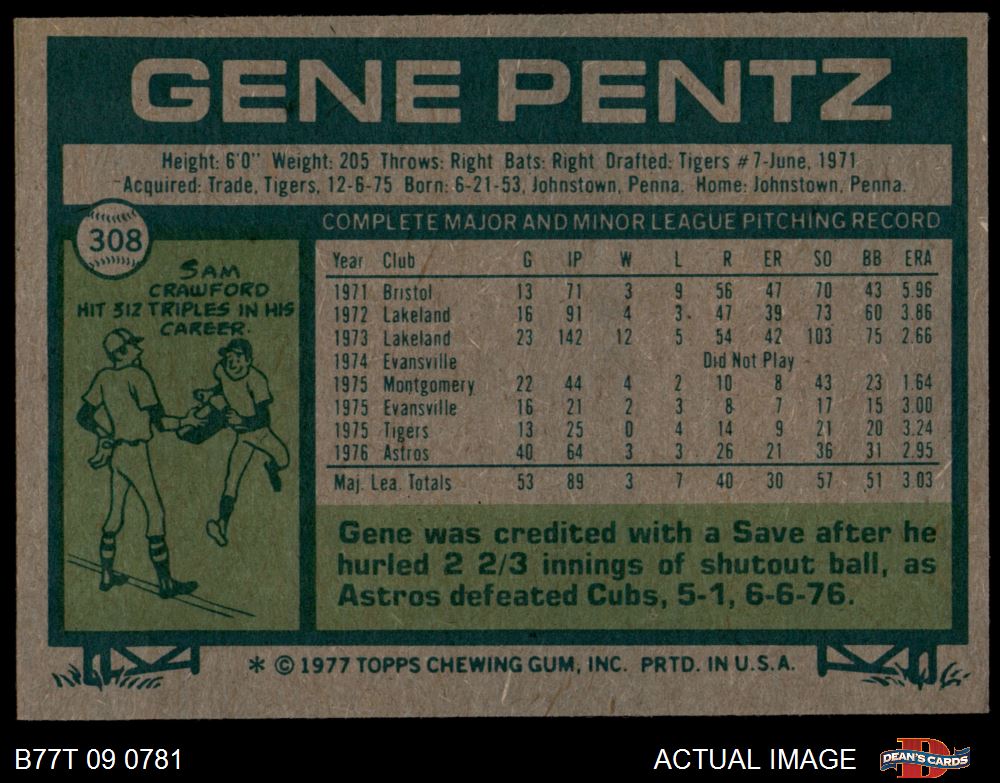 GENE PENTZ
Height: 6'0" Weight: 205 Throws: Right Bats: Right Drafted: Tigers #7-June, 1971
Acquired: Trade, Tigers, 12-6-75 Born: 6-21-53, Johnstown, Penna. Home: Johnstown, Penna.
308
SAM
CRAWFORD
HIT 312 TRIPLES IN HIS
CAREER.
COMPLETE MAJOR AND MINOR LEAGUE PITCHING RECORD
Year Club G IP W L R ER SO BB ERA
1971 Bristol 13 71 3 9 56 47 70 43 5.96
1972 Lakeland 16 91 4 3 47 39 73 60 3.86
1973 Lakeland 23 142 12 5 54 42 103 75 2.66
1974 Evansville Did Not Play
1975 Montgomery 22 44 4 2 10 8 43 23 1.64
1975 Evansville 16 21 2 3 8 7 17 15 3.00
1975 Tigers 13 25 0 4 14 9 21 20 3.24
1976 Astros 40 64 3 3 26 21 36 31 2.95
Maj. Lea. Totals 53 89 3 7 40 30 57 51 3.03
Gene was credited with a Save after he
hurled 2 2/3 innings of shutout ball, as
Astros defeated Cubs, 5-1, 6-6-76.
* © 1977 TOPPS CHEWING GUM, INC. PRTD. IN U.S.A.
B77T 09 0781
ACTUAL IMAGE
DEAN'S CARDS